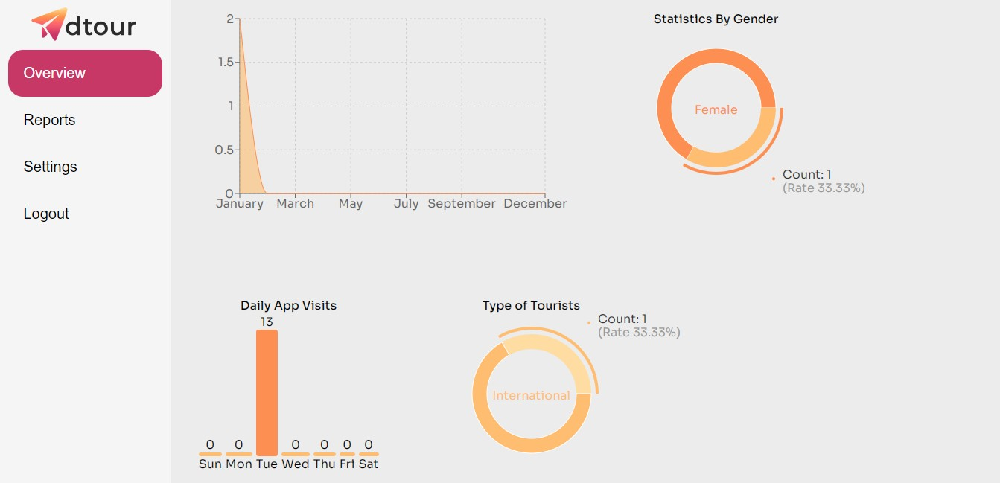 dtour
Overview
Reports
Settings
Logout
2
1.5
1
0.5
0
January March May July September December
Statistics By Gender
Female
Count: 1
(Rate 33.33%)
Daily App Visits
13
0 0 0 0 0 0
Sun Mon Tue Wed Thu Fri Sat
Type of Tourists
Count: 1
(Rate 33.33%)
International